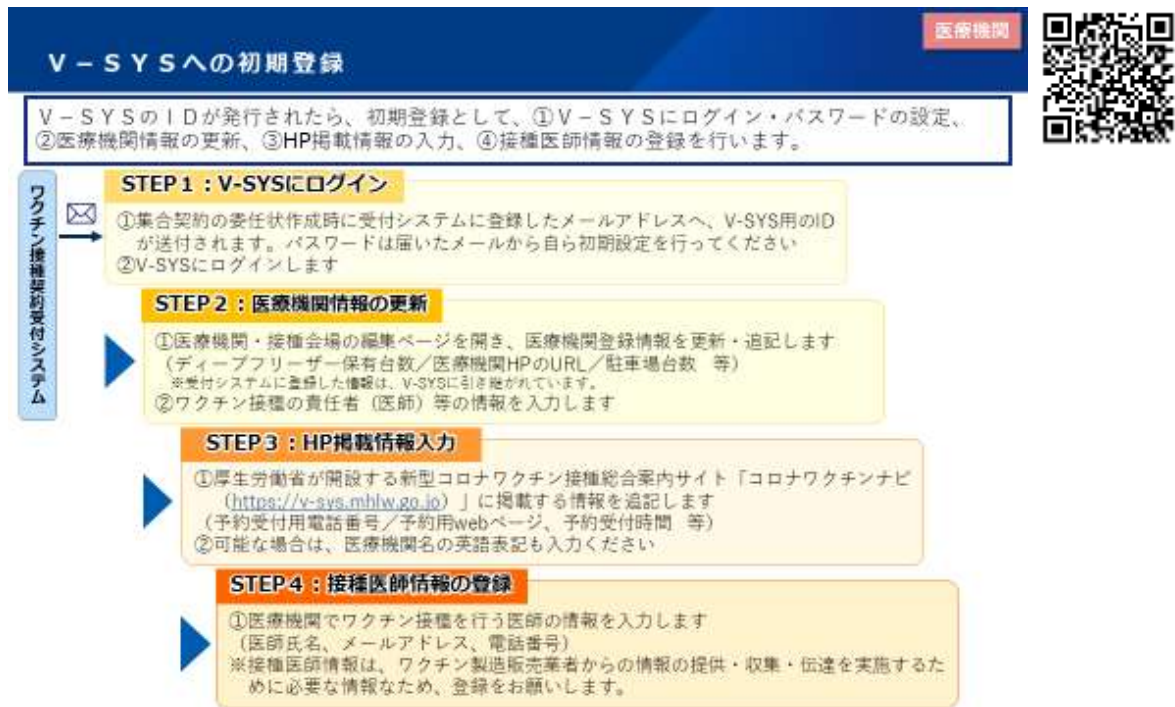 医療機関
V－SYSへの初期登録
V－SYSのIDが発行されたら、初期登録として、①V－SYSにログイン・パスワードの設定、
②医療機関情報の更新、③HP掲載情報の入力、④接種医師情報の登録を行います。
ワクチン接種契約受付システム
STEP1：V-SYSにログイン
①集合契約の委任状作成時に受付システムに登録したメールアドレスへ、V-SYS用のID
が送付されます。パスワードは届いたメールから自ら初期設定を行ってください
②V-SYSにログインします
STEP2：医療機関情報の更新
①医療機関・接種会場の編集ページを開き、医療機関登録情報を更新・追記します
（ディープフリーザー保有台数／医療機関HPのURL／駐車場台数　等）
※受付システムに登録した情報は、V-SYSに引き継がれています。
②ワクチン接種の責任者（医師）等の情報を入力します
STEP3：HP掲載情報入力
①厚生労働省が開設する新型コロナワクチン接種総合案内サイト「コロナワクチンナビ
（https://v-sys.mhlw.go.jp）」に掲載する情報を追記します
（予約受付用電話番号／予約用webページ、予約受付時間　等）
②可能な場合は、医療機関名の英語表記も入力ください
STEP4：接種医師情報の登録
①医療機関でワクチン接種を行う医師の情報を入力します
（医師氏名、メールアドレス、電話番号）
※接種医師情報は、ワクチン製造販売業者からの情報の提供・収集・伝達を実施するた
めに必要な情報なため、登録をお願いします。